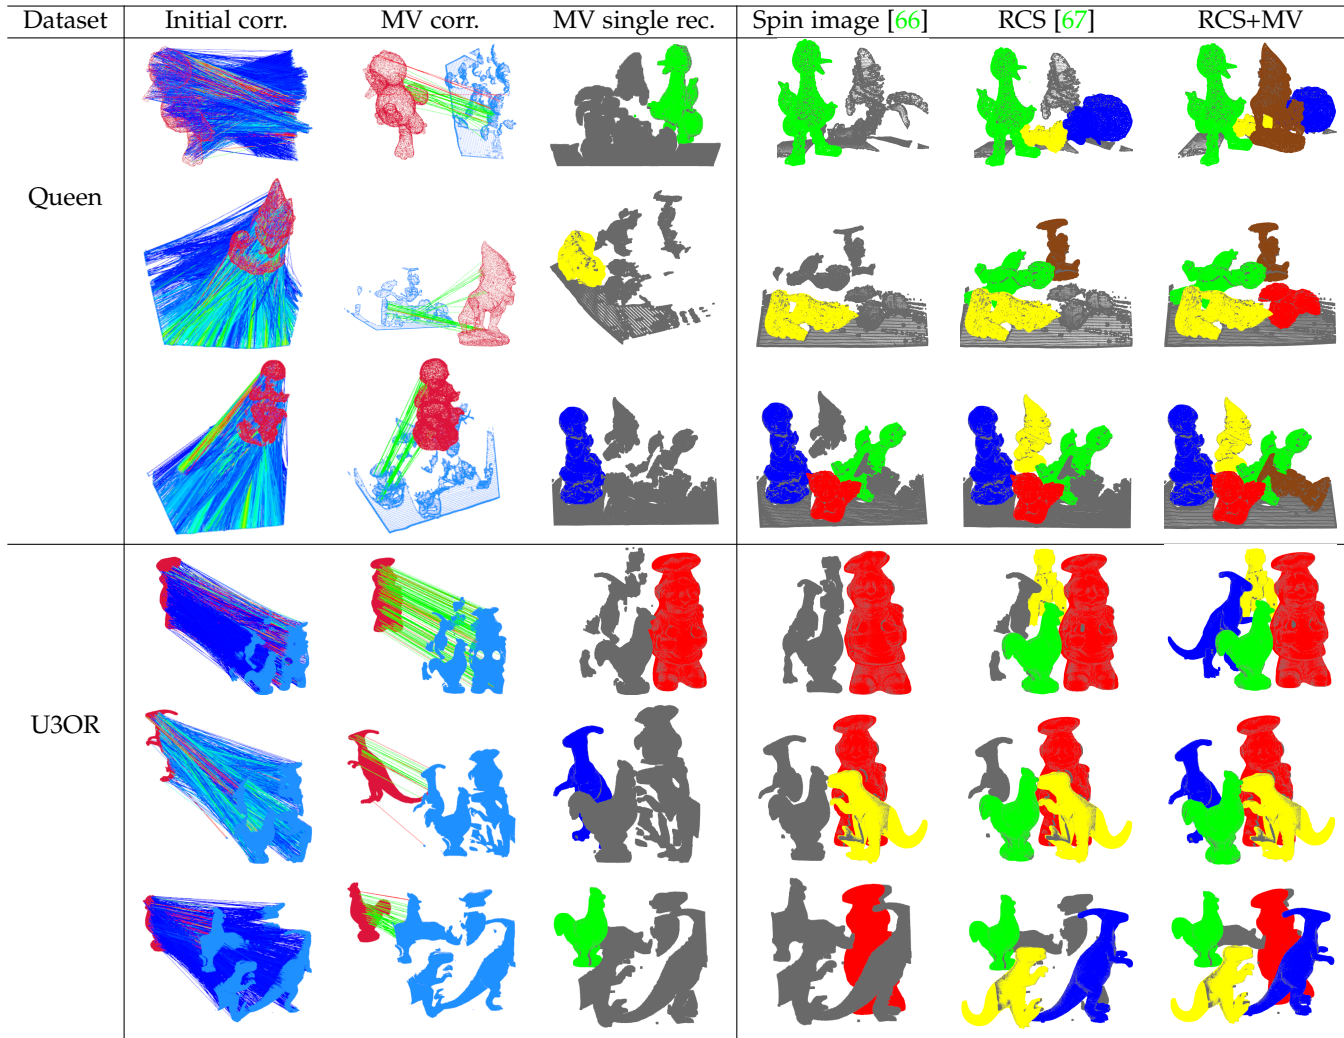 Dataset Initial corr. MV corr. MV single rec. Spin image [66] RCS [67] RCS+MV
Queen
U3OR